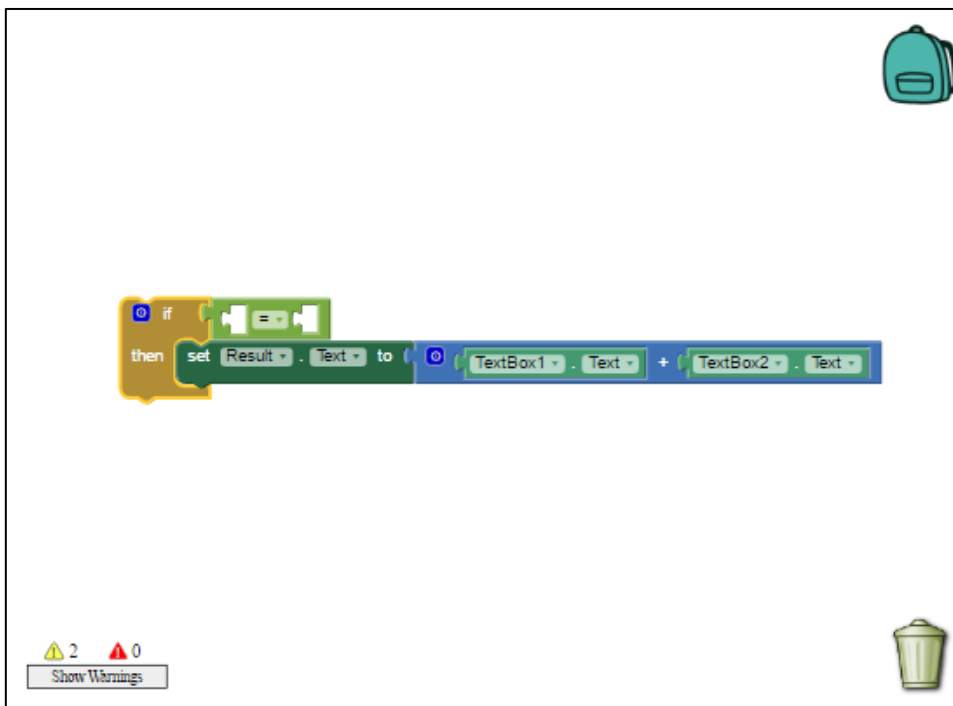 if =
then set Result . Text to TextBox1 . Text + TextBox2 . Text
2 0
Show Warnings